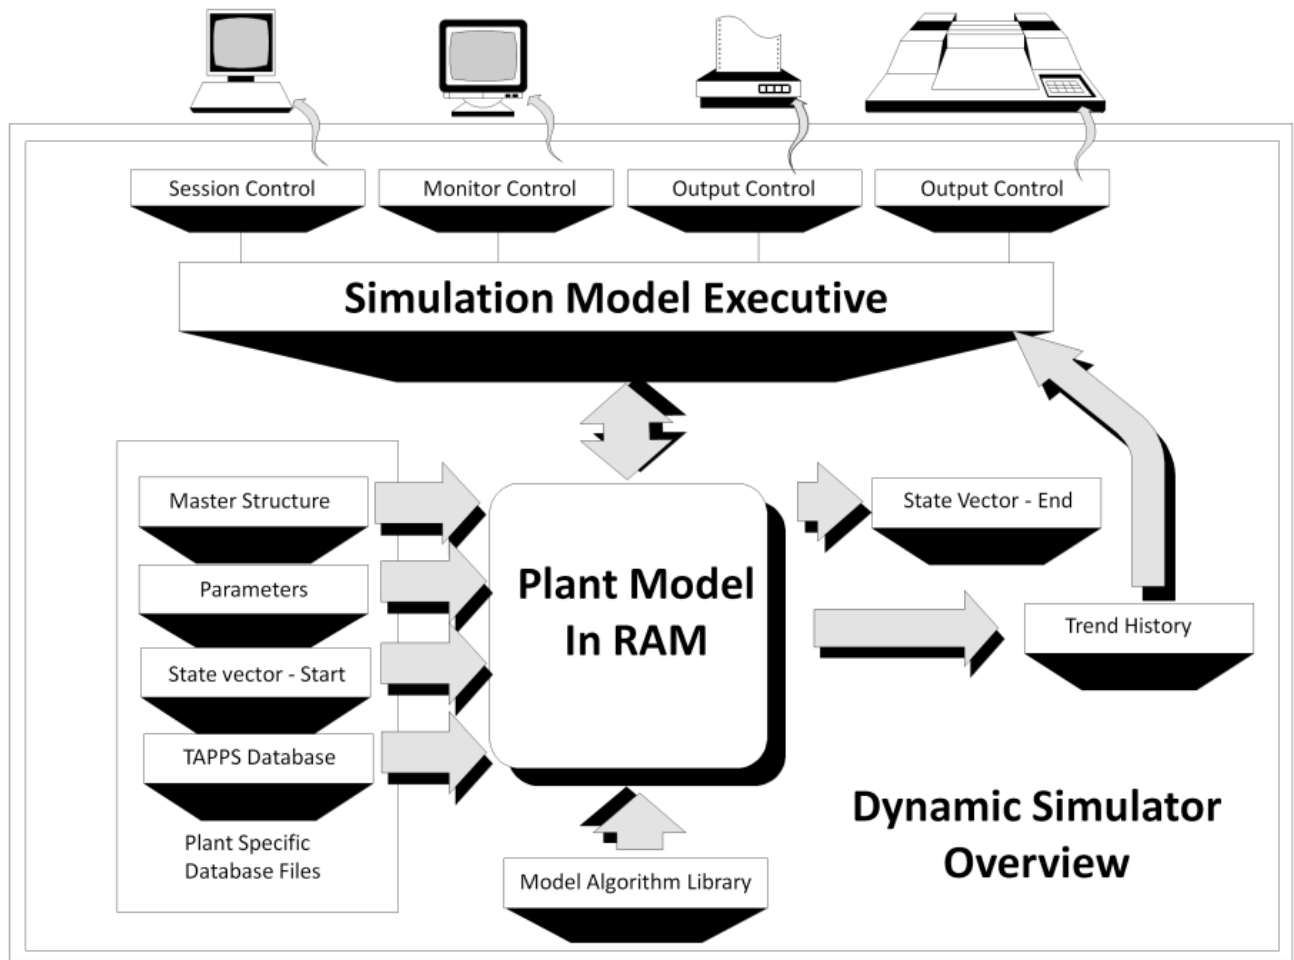 Session Control
Monitor Control
Output Control
Output Control
Simulation Model Executive
Master Structure
Parameters
State vector - Start
TAPPS Database
Plant Specific
Database Files
Plant Model
In RAM
State Vector - End
Trend History
Model Algorithm Library
Dynamic Simulator
Overview